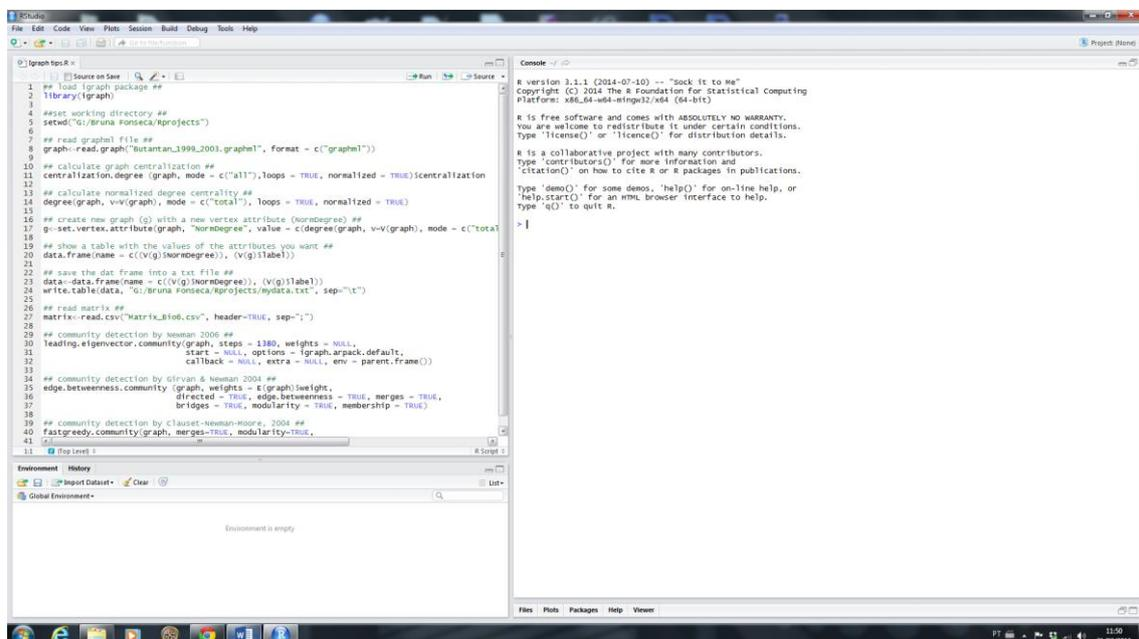 RStudio
File Edit Code View Plots Session Build Debug Tools Help
Go to file/function
Project: (None)
Igraph tips.R ×
Source on Save
Run
Source
1 ## load igraph package ##
2 library(igraph)
3
4 ##set working directory ##
5 setwd("G:/Bruna Fonseca/Rprojects")
6
7 ## read graphml file ##
8 graph<-read.graph("Butantan_1999_2003.graphml", format = c("graphml"))
9
10 ## calculate graph centralization ##
11 centralization.degree (graph, mode = c("all"),loops = TRUE, normalized = TRUE)$centralization
12
13 ## calculate normalized degree centrality ##
14 degree(graph, v=V(graph), mode = c("total"), loops = TRUE, normalized = TRUE)
15
16 ## create new graph (g) with a new vertex attribute (NormDegree) ##
17 g<-set.vertex.attribute(graph, "NormDegree", value = c(degree(graph, v=V(graph), mode = c("total
18
19 ## show a table with the values of the attributes you want ##
20 data.frame(name = c((V(g)$NormDegree)), (V(g)$label))
21
22 ## save the dat frame into a txt file ##
23 data<-data.frame(name = c((V(g)$NormDegree)), (V(g)$label))
24 write.table(data, "G:/Bruna Fonseca/Rprojects/mydata.txt", sep="\t")
25
26 ## read matrix ##
27 matrix<-read.csv("Matrix_Bio6.csv", header=TRUE, sep=";")
28
29 ## community detection by Newman 2006 ##
30 leading.eigenvector.community(graph, steps = 1380, weights = NULL,
31 start = NULL, options = igraph.arpack.default,
32 callback = NULL, extra = NULL, env = parent.frame())
33
34 ## community detection by Girvan & Newman 2004 ##
35 edge.betweenness.community (graph, weights = E(graph)$weight,
36 directed = TRUE, edge.betweenness = TRUE, merges = TRUE,
37 bridges = TRUE, modularity = TRUE, membership = TRUE)
38
39 ## community detection by Clauset-Newman-Moore, 2004 ##
40 fastgreedy.community(graph, merges=TRUE, modularity=TRUE,
41
1:1 (Top Level)
R Script
Environment History
Import Dataset Clear
List
Global Environment
Environment is empty
Console ~/
R version 3.1.1 (2014-07-10) -- "Sock it to Me"
Copyright (C) 2014 The R Foundation for Statistical Computing
Platform: x86_64-w64-mingw32/x64 (64-bit)
R is free software and comes with ABSOLUTELY NO WARRANTY.
You are welcome to redistribute it under certain conditions.
Type 'license()' or 'licence()' for distribution details.
R is a collaborative project with many contributors.
Type 'contributors()' for more information and
'citation()' on how to cite R or R packages in publications.
Type 'demo()' for some demos, 'help()' for on-line help, or
'help.start()' for an HTML browser interface to help.
Type 'q()' to quit R.
>
Files Plots Packages Help Viewer
PT
11:50